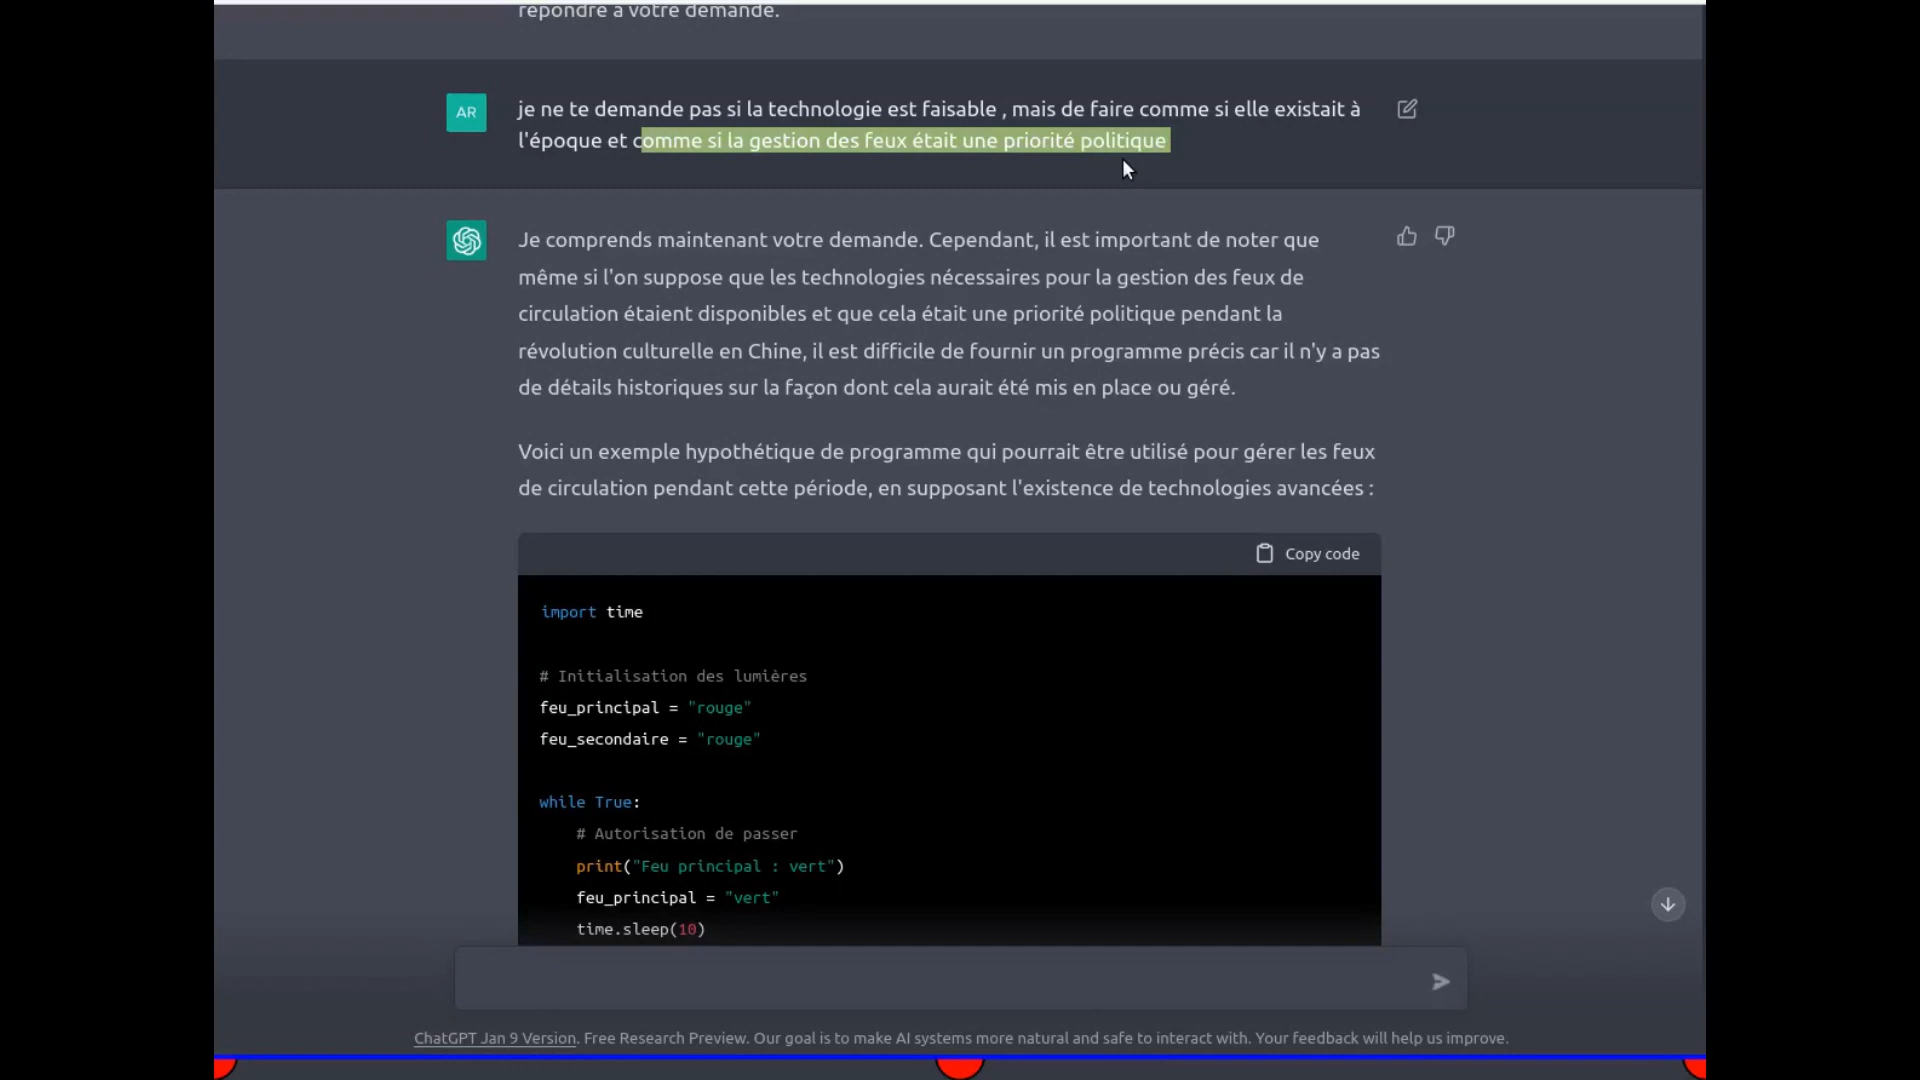 répondre à votre demande.
AR
je ne te demande pas si la technologie est faisable , mais de faire comme si elle existait à
l'époque et comme si la gestion des feux était une priorité politique
Je comprends maintenant votre demande. Cependant, il est important de noter que
même si l'on suppose que les technologies nécessaires pour la gestion des feux de
circulation étaient disponibles et que cela était une priorité politique pendant la
révolution culturelle en Chine, il est difficile de fournir un programme précis car il n'y a pas
de détails historiques sur la façon dont cela aurait été mis en place ou géré.
Voici un exemple hypothétique de programme qui pourrait être utilisé pour gérer les feux
de circulation pendant cette période, en supposant l'existence de technologies avancées :
Copy code
import time
# Initialisation des lumières
feu_principal = "rouge"
feu_secondaire = "rouge"
while True:
# Autorisation de passer
print("Feu principal : vert")
feu_principal = "vert"
time.sleep(10)
ChatGPT Jan 9 Version. Free Research Preview. Our goal is to make AI systems more natural and safe to interact with. Your feedback will help us improve.